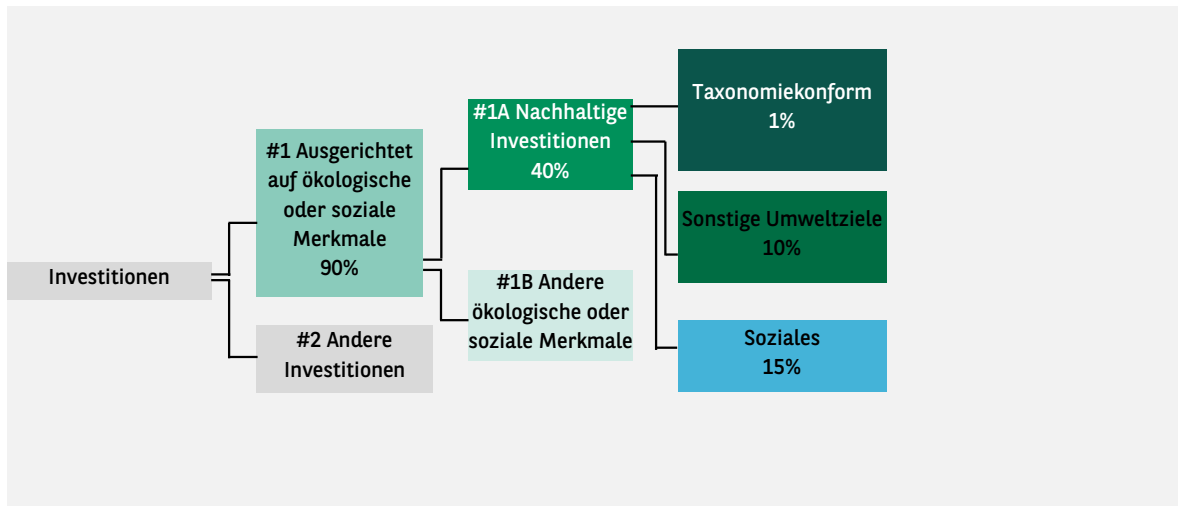 Investitionen
#1 Ausgerichtet
auf ökologische
oder soziale
Merkmale
90%
#2 Andere
Investitionen
#1A Nachhaltige
Investitionen
40%
#1B Andere
ökologische oder
soziale Merkmale
Taxonomiekonform
1%
Sonstige Umweltziele
10%
Soziales
15%